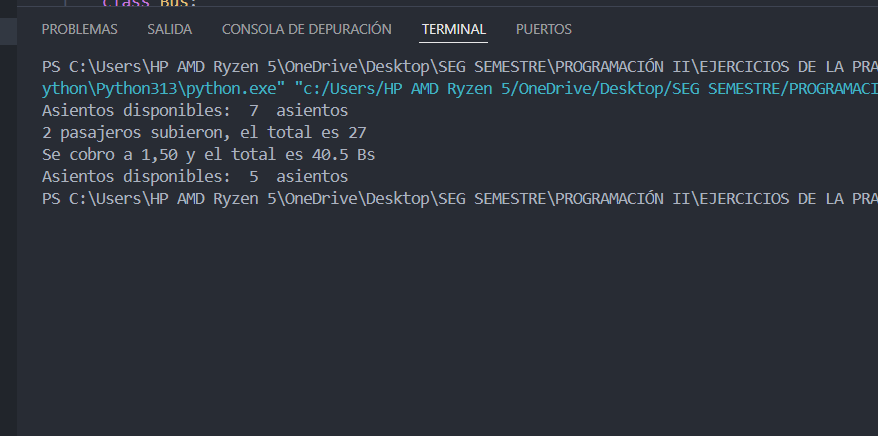 class Bus:
PROBLEMAS SALIDA CONSOLA DE DEPURACIÓN TERMINAL PUERTOS
PS C:\Users\HP AMD Ryzen 5\OneDrive\Desktop\SEG SEMESTRE\PROGRAMACIÓN II\EJERCICIOS DE LA PRA
ython\Python313\python.exe" "c:/Users/HP AMD Ryzen 5/OneDrive/Desktop/SEG SEMESTRE/PROGRAMACI
Asientos disponibles:  7  asientos
2 pasajeros subieron, el total es 27
Se cobro a 1,50 y el total es 40.5 Bs
Asientos disponibles:  5  asientos
PS C:\Users\HP AMD Ryzen 5\OneDrive\Desktop\SEG SEMESTRE\PROGRAMACIÓN II\EJERCICIOS DE LA PRA